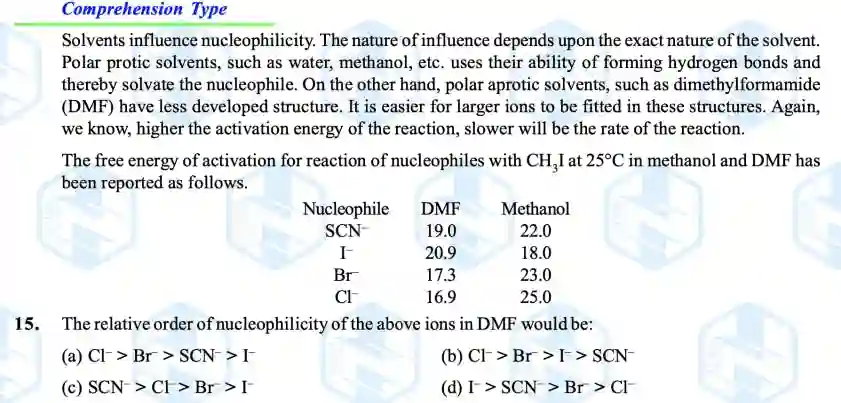 Comprehension Type
Solvents influence nucleophilicity. The nature of influence depends upon the exact nature of the solvent.
Polar protic solvents, such as water, methanol, etc. uses their ability of forming hydrogen bonds and
thereby solvate the nucleophile. On the other hand, polar aprotic solvents, such as dimethylformamide
(DMF) have less developed structure. It is easier for larger ions to be fitted in these structures. Again,
we know, higher the activation energy of the reaction, slower will be the rate of the reaction.
The free energy of activation for reaction of nucleophiles with CH₃I at 25°C in methanol and DMF has
been reported as follows.
Nucleophile DMF Methanol
SCN⁻ 19.0 22.0
I⁻ 20.9 18.0
Br⁻ 17.3 23.0
Cl⁻ 16.9 25.0
15. The relative order of nucleophilicity of the above ions in DMF would be:
(a) Cl⁻ > Br⁻ > SCN⁻ > I⁻ (b) Cl⁻ > Br⁻ > I⁻ > SCN⁻
(c) SCN⁻ > Cl⁻ > Br⁻ > I⁻ (d) I⁻ > SCN⁻ > Br⁻ > Cl⁻